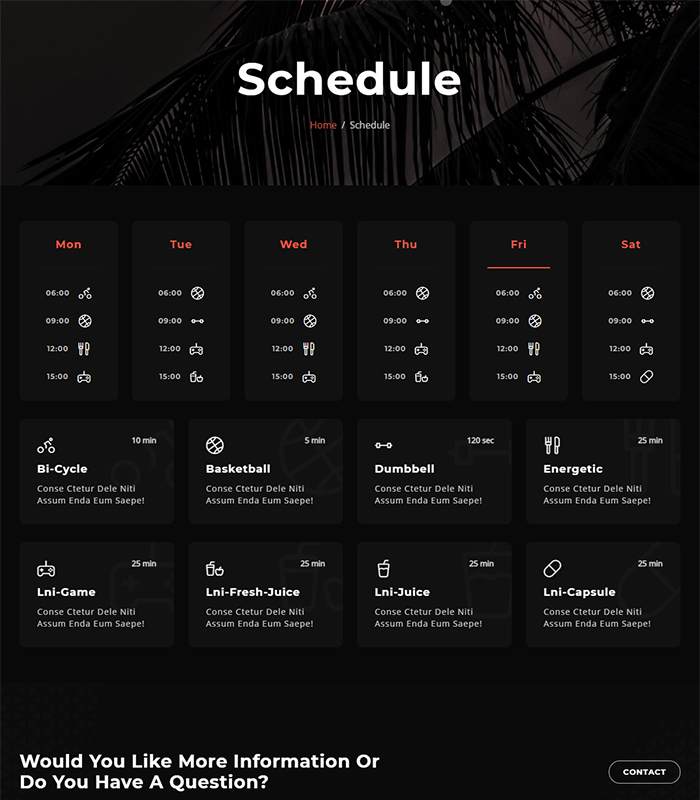 Schedule
Home / Schedule
Mon
06:00
09:00
12:00
15:00
Tue
06:00
09:00
12:00
15:00
Wed
06:00
09:00
12:00
15:00
Thu
06:00
09:00
12:00
15:00
Fri
06:00
09:00
12:00
15:00
Sat
06:00
09:00
12:00
15:00
10 min
Bi-Cycle
Conse Ctetur Dele Niti
Assum Enda Eum Saepe!
5 min
Basketball
Conse Ctetur Dele Niti
Assum Enda Eum Saepe!
120 sec
Dumbbell
Conse Ctetur Dele Niti
Assum Enda Eum Saepe!
25 min
Energetic
Conse Ctetur Dele Niti
Assum Enda Eum Saepe!
25 min
Lni-Game
Conse Ctetur Dele Niti
Assum Enda Eum Saepe!
25 min
Lni-Fresh-Juice
Conse Ctetur Dele Niti
Assum Enda Eum Saepe!
25 min
Lni-Juice
Conse Ctetur Dele Niti
Assum Enda Eum Saepe!
25 min
Lni-Capsule
Conse Ctetur Dele Niti
Assum Enda Eum Saepe!
Would You Like More Information Or
Do You Have A Question?
CONTACT